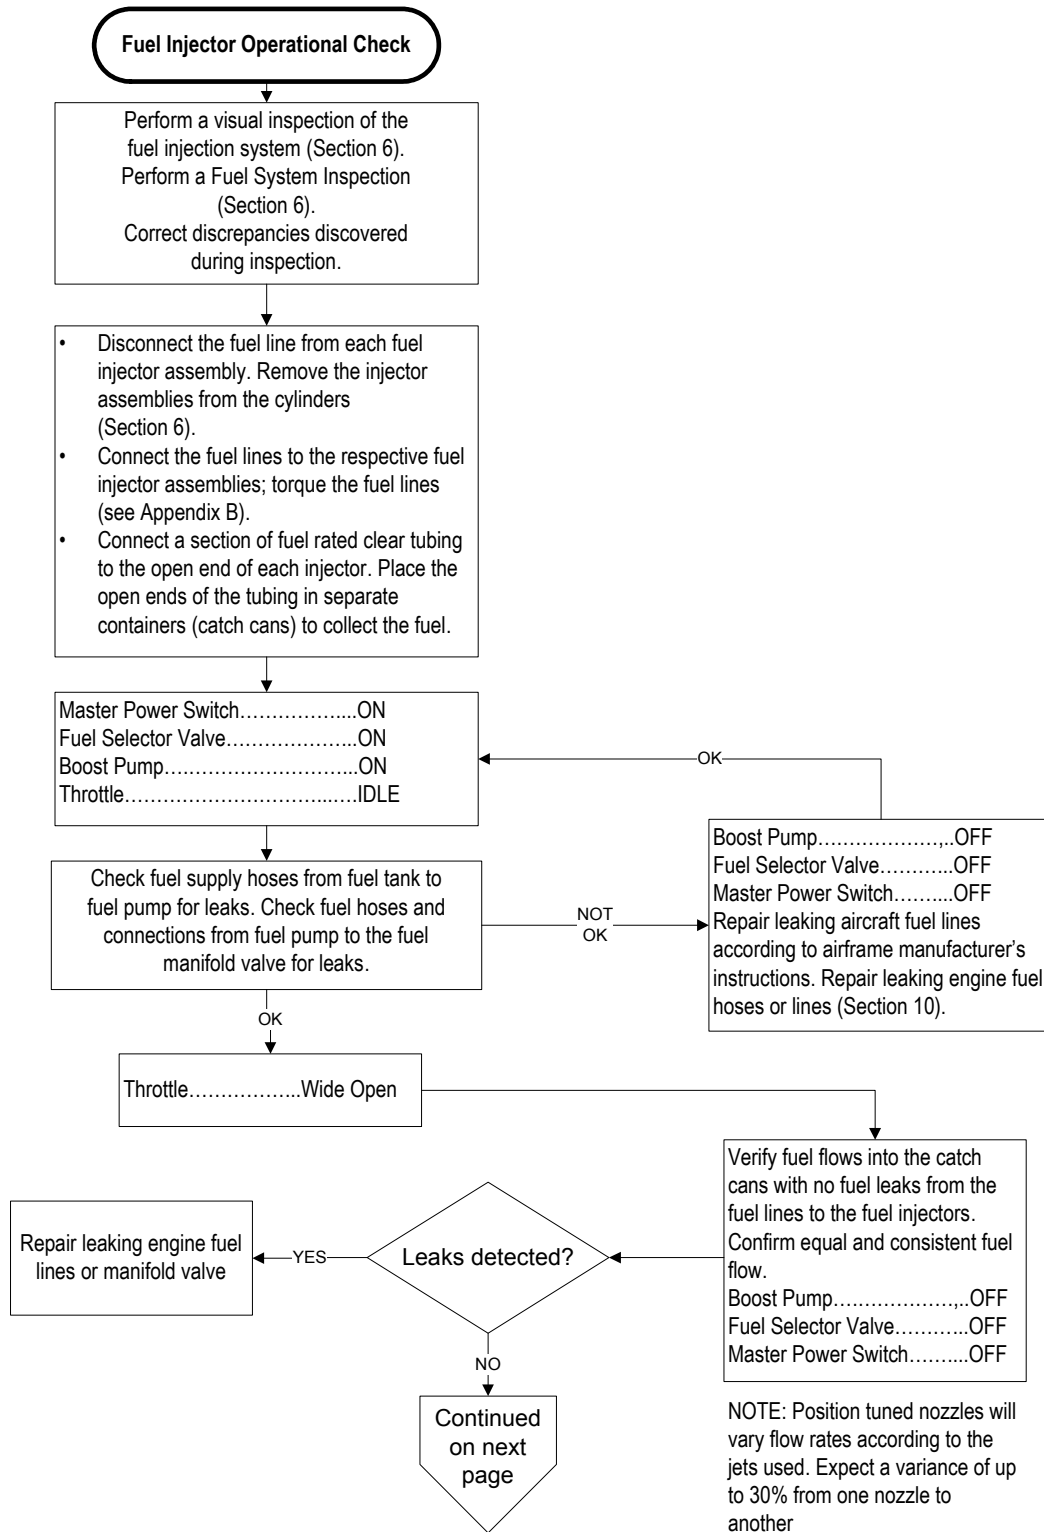 Fuel Injector Operational Check
Perform a visual inspection of the
fuel injection system (Section 6).
Perform a Fuel System Inspection
(Section 6).
Correct discrepancies discovered
during inspection.
• Disconnect the fuel line from each fuel
injector assembly. Remove the injector
assemblies from the cylinders
(Section 6).
• Connect the fuel lines to the respective fuel
injector assemblies; torque the fuel lines
(see Appendix B).
• Connect a section of fuel rated clear tubing
to the open end of each injector. Place the
open ends of the tubing in separate
containers (catch cans) to collect the fuel.
Master Power Switch………………...ON
Fuel Selector Valve…………………..ON
Boost Pump….……………………...ON
Throttle…………………………...….IDLE
OK
Boost Pump…………………,..OFF
Fuel Selector Valve………...OFF
Master Power Switch……...OFF
Repair leaking aircraft fuel lines
according to airframe manufacturer’s
instructions. Repair leaking engine fuel
hoses or lines (Section 10).
Check fuel supply hoses from fuel tank to
fuel pump for leaks. Check fuel hoses and
connections from fuel pump to the fuel
manifold valve for leaks.
NOT
OK
OK
Throttle……………...Wide Open
Verify fuel flows into the catch
cans with no fuel leaks from the
fuel lines to the fuel injectors.
Confirm equal and consistent fuel
flow.
Boost Pump….……………,..OFF
Fuel Selector Valve………...OFF
Master Power Switch……...OFF
Leaks detected?
YES
Repair leaking engine fuel
lines or manifold valve
NO
Continued
on next
page
NOTE: Position tuned nozzles will
vary flow rates according to the
jets used. Expect a variance of up
to 30% from one nozzle to
another